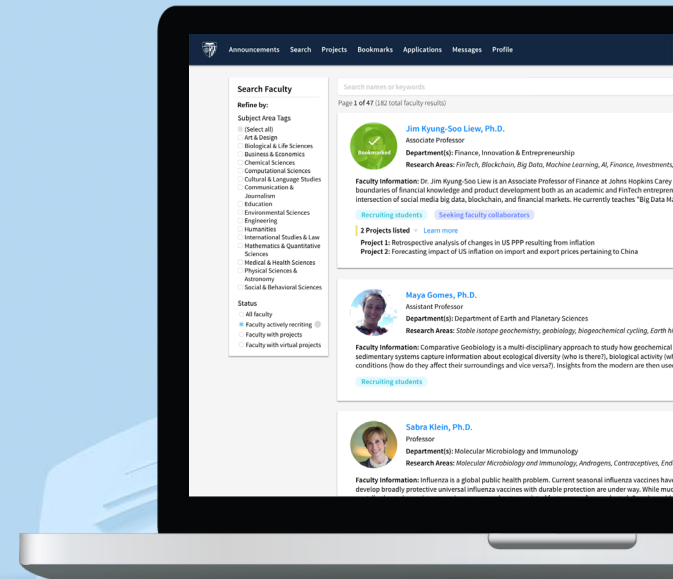 Announcements Search Projects Bookmarks Applications Messages Profile
Search Faculty
Refine by:
Subject Area Tags
(Select all)
Art & Design
Biological & Life Sciences
Business & Economics
Chemical Sciences
Computational Sciences
Cultural & Language Studies
Communication &
Journalism
Education
Environmental Sciences
Engineering
Humanities
International Studies & Law
Mathematics & Quantitative
Sciences
Medical & Health Sciences
Physical Sciences &
Astronomy
Social & Behavioral Sciences
Status
All faculty
Faculty actively recriting
Faculty with projects
Faculty with virtual projects
Search names or keywords
Page 1 of 47 (182 total faculty results)
Bookmarked
Jim Kyung-Soo Liew, Ph.D.
Associate Professor
Department(s): Finance, Innovation & Entrepreneurship
Research Areas: FinTech, Blockchain, Big Data, Machine Learning, AI, Finance, Investments,
Faculty Information: Dr. Jim Kyung-Soo Liew is an Associate Professor of Finance at Johns Hopkins Carey
boundaries of financial knowledge and product development both as an academic and FinTech entrepren
intersection of social media big data, blockchain, and financial markets. He currently teaches "Big Data Ma
Recruiting students Seeking faculty collaborators
2 Projects listed Learn more
Project 1: Retrospective analysis of changes in US PPP resulting from inflation
Project 2: Forecasting impact of US inflation on import and export prices pertaining to China
Maya Gomes, Ph.D.
Assistant Professor
Department(s): Department of Earth and Planetary Sciences
Research Areas: Stable isotope geochemistry, geobiology, biogeochemical cycling, Earth hi
Faculty Information: Comparative Geobiology is a multi-disciplinary approach to study how geochemical
sedimentary systems capture information about ecological diversity (who is there?), biological activity (wh
conditions (how do they affect their surroundings and vice versa?). Insights from the modern are then used
Recruiting students
Sabra Klein, Ph.D.
Professor
Department(s): Molecular Microbiology and Immunology
Research Areas: Molecular Microbiology and Immunology, Androgens, Contraceptives, End
Faculty Information: Influenza is a global public health problem. Current seasonal influenza vaccines have
develop broadly protective universal influenza vaccines with durable protection are under way. While muc